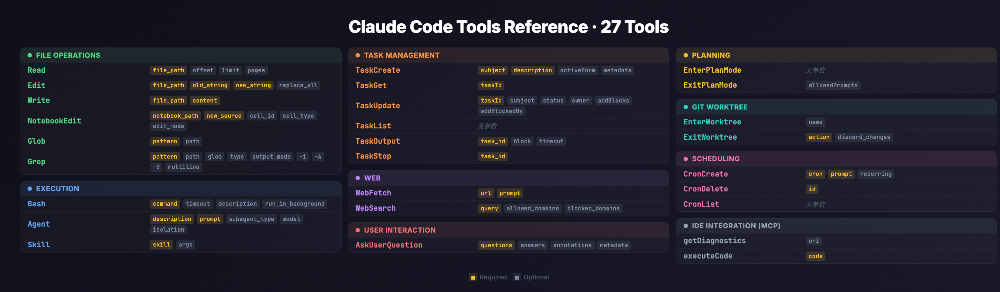 Claude Code Tools Reference · 27 Tools
FILE OPERATIONS
Read file_path offset limit pages
Edit file_path old_string new_string replace_all
Write file_path content
NotebookEdit notebook_path new_source cell_id cell_type
edit_mode
Glob pattern path
Grep pattern path glob type output_mode -i -A
-B multiline
EXECUTION
Bash command timeout description run_in_background
Agent description prompt subagent_type model
isolation
Skill skill args
TASK MANAGEMENT
TaskCreate subject description activeForm metadata
TaskGet taskId
TaskUpdate taskId subject status owner addBlocks
addBlockedBy
TaskList 无参数
TaskOutput task_id block timeout
TaskStop task_id
WEB
WebFetch url prompt
WebSearch query allowed_domains blocked_domains
USER INTERACTION
AskUserQuestion questions answers annotations metadata
PLANNING
EnterPlanMode 无参数
ExitPlanMode allowedPrompts
GIT WORKTREE
EnterWorktree name
ExitWorktree action discard_changes
SCHEDULING
CronCreate cron prompt recurring
CronDelete id
CronList 无参数
IDE INTEGRATION (MCP)
getDiagnostics uri
executeCode code
Required Optional